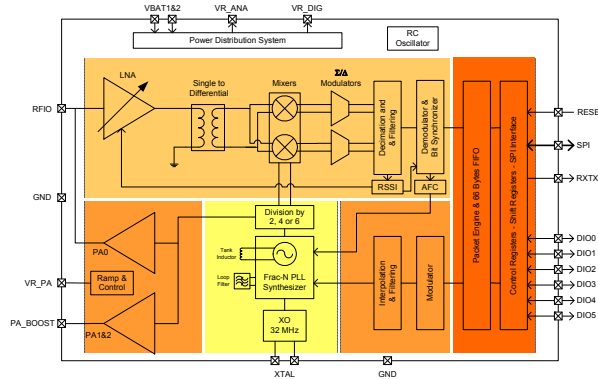 VBAT1&2
VR_ANA
VR_DIG
Power Distribution System
RC
Oscillator
LNA
Single to
Differential
Mixers
Σ/Δ
Modulators
RFIO
Decimation and
& Filtering
Demodulator &
Bit Synchronizer
RSSI
AFC
Packet Engine & 66 Bytes FIFO
Control Registers - Shift Registers - SPI Interface
RESE
SPI
RXTX
GND
Division by
2, 4 or 6
PA0
Tank
Inductor
Frac-N PLL
Synthesizer
Loop
Filter
Interpolation
& Filtering
Modulator
DIO0
DIO1
DIO2
DIO3
DIO4
DIO5
VR_PA
Ramp &
Control
PA_BOOST
PA1&2
XO
32 MHz
XTAL
GND